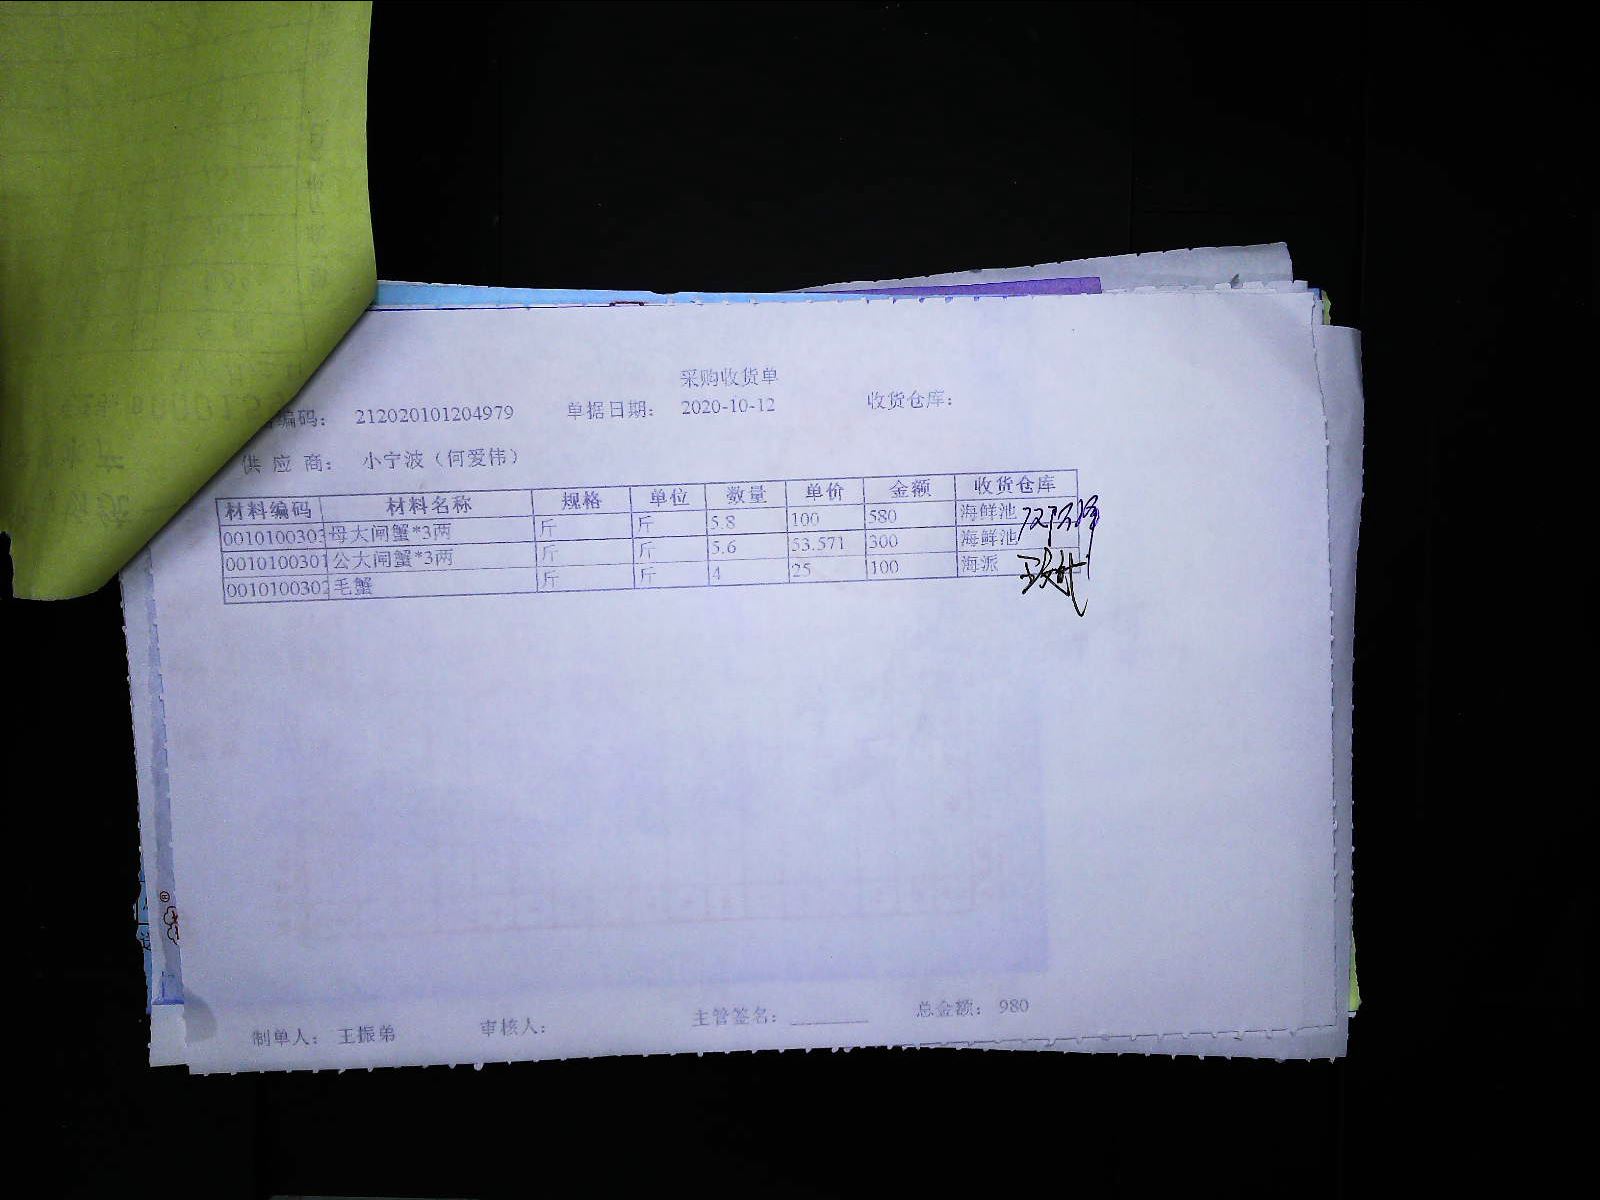 采购收货单
编码： 212020101204979 单据日期： 2020-10-12 收货仓库：
供 应 商： 小宁波（何爱伟）
材料编码 材料名称 规格 单位 数量 单价 金额 收货仓库
001010030 母大闸蟹*3两 斤 斤 5.8 100 580 海鲜池
0010100301 公大闸蟹*3两 斤 斤 5.6 53.571 300 海鲜池
001010030 毛蟹 斤 斤 4 25 100 海派
制单人： 王振弟 审核人： 主管签名： ________ 总金额： 980